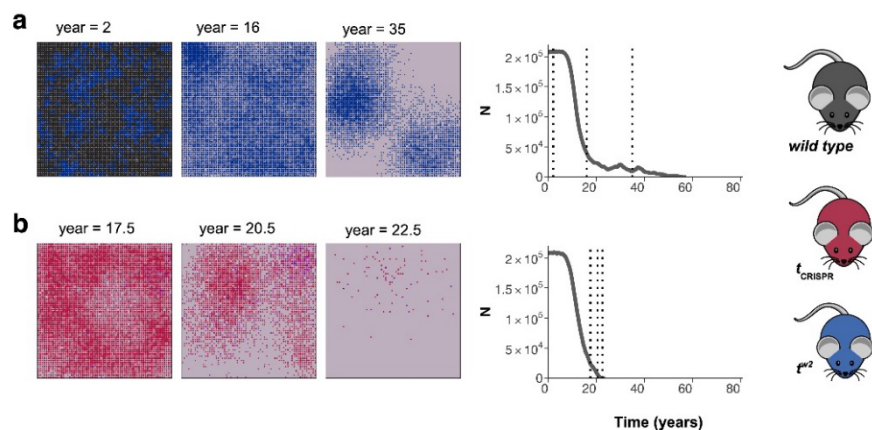 a
year = 2
year = 16
year = 35
2 × 10⁵
1.5 × 10⁵
N
1 × 10⁵
5 × 10⁴
0
0
20
40
60
80
wild type
b
year = 17.5
year = 20.5
year = 22.5
2 × 10⁵
1.5 × 10⁵
N
1 × 10⁵
5 × 10⁴
0
0
20
40
60
80
Time (years)
tCRISPR
tw2